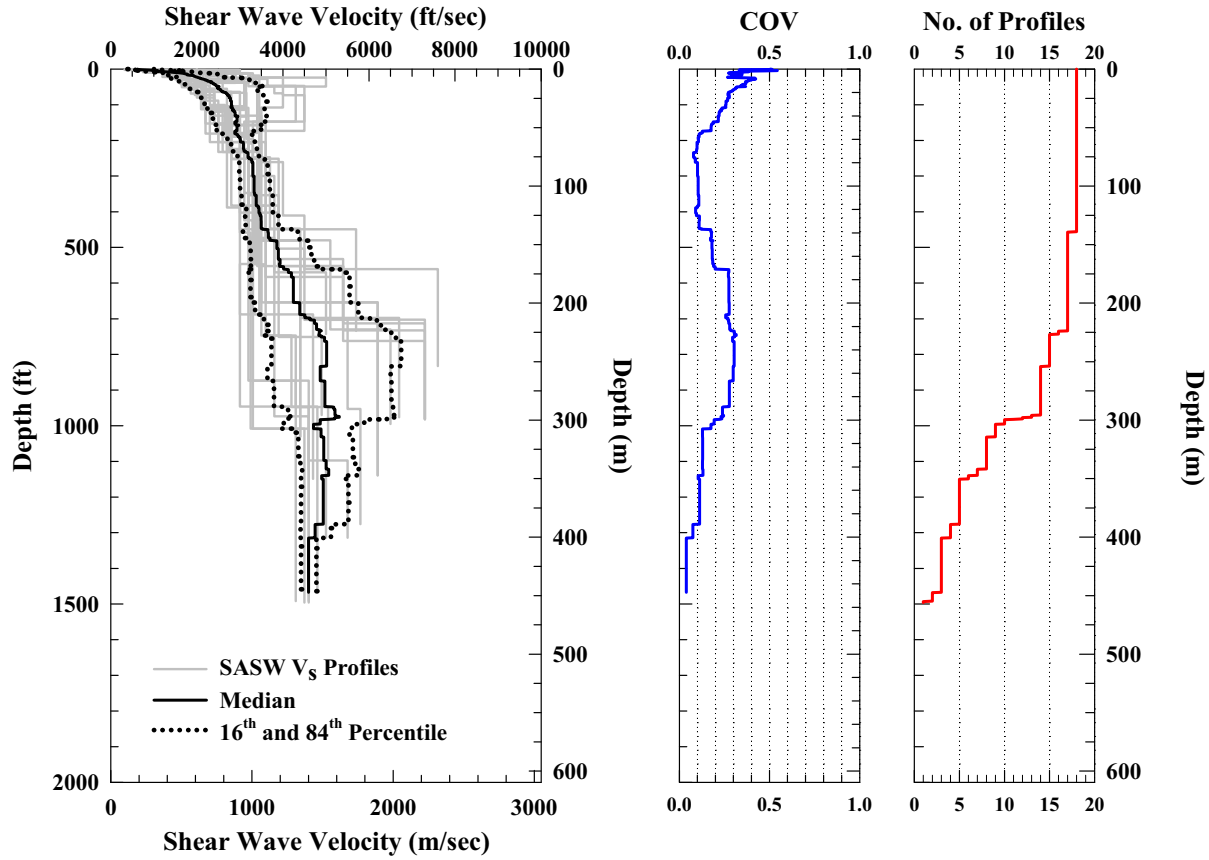 Shear Wave Velocity (ft/sec)
0 2000 4000 6000 8000 10000
0
500
1000
1500
2000
Depth (ft)
0
100
200
300
400
500
600
Depth (m)
SASW Vs Profiles
Median
16th and 84th Percentile
0 1000 2000 3000
Shear Wave Velocity (m/sec)
COV
0.0 0.5 1.0
0.0 0.5 1.0
No. of Profiles
0 5 10 15 20
0
100
200
300
400
500
600
Depth (m)
0 5 10 15 20